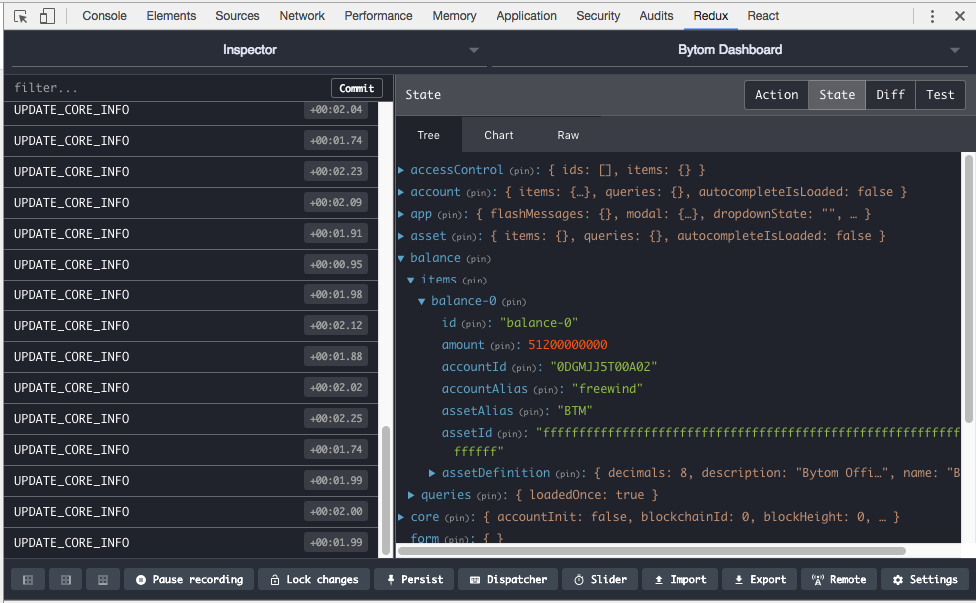 Console Elements Sources Network Performance Memory Application Security Audits Redux React
Inspector Bytom Dashboard
filter... Commit
State Action State Diff Test
Tree Chart Raw
UPDATE_CORE_INFO +00:02.04
UPDATE_CORE_INFO +00:01.74
UPDATE_CORE_INFO +00:02.23
UPDATE_CORE_INFO +00:02.09
UPDATE_CORE_INFO +00:01.91
UPDATE_CORE_INFO +00:00.95
UPDATE_CORE_INFO +00:01.98
UPDATE_CORE_INFO +00:02.12
UPDATE_CORE_INFO +00:01.88
UPDATE_CORE_INFO +00:02.02
UPDATE_CORE_INFO +00:02.25
UPDATE_CORE_INFO +00:01.74
UPDATE_CORE_INFO +00:01.99
UPDATE_CORE_INFO +00:02.00
UPDATE_CORE_INFO +00:01.99
accessControl (pin): { ids: [], items: {} }
account (pin): { items: {…}, queries: {}, autocompleteIsLoaded: false }
app (pin): { flashMessages: {}, modal: {…}, dropdownState: "", … }
asset (pin): { items: {}, queries: {}, autocompleteIsLoaded: false }
balance (pin)
items (pin)
balance-0 (pin)
id (pin): "balance-0"
amount (pin): 51200000000
accountId (pin): "0DGMJJ5T00A02"
accountAlias (pin): "freewind"
assetAlias (pin): "BTM"
assetId (pin): "ffffffffffffffffffffffffffffffffffffffffffffffffffffffffff
ffffff"
assetDefinition (pin): { decimals: 8, description: "Bytom Offi…", name: "B
queries (pin): { loadedOnce: true }
core (pin): { accountInit: false, blockchainId: 0, blockHeight: 0, … }
form (pin): { }
Pause recording Lock changes Persist Dispatcher Slider Import Export Remote Settings